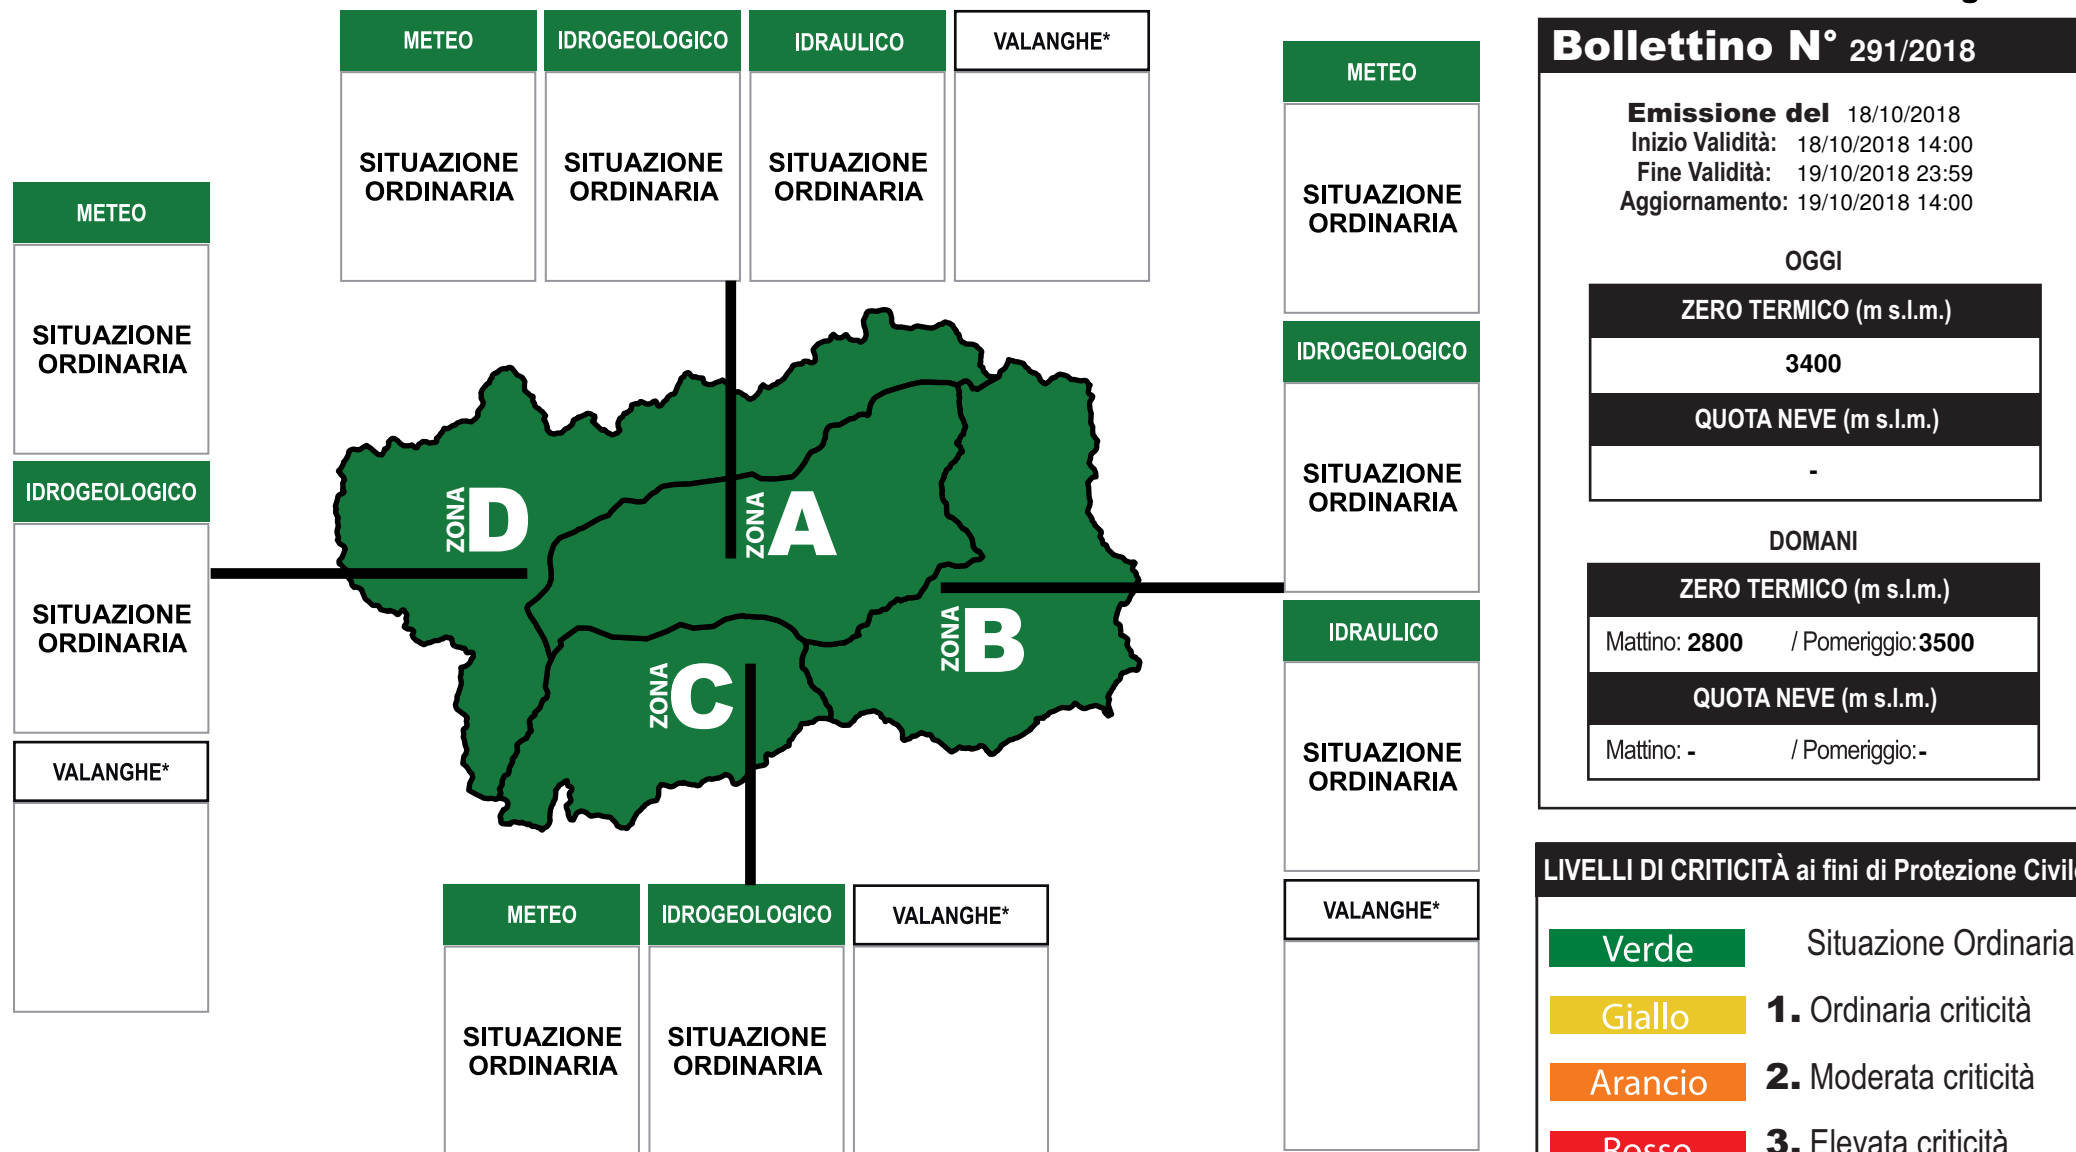 METEO
IDROGEOLOGICO
IDRAULICO
VALANGHE*
SITUAZIONE
ORDINARIA
SITUAZIONE
ORDINARIA
SITUAZIONE
ORDINARIA
METEO
SITUAZIONE
ORDINARIA
IDROGEOLOGICO
SITUAZIONE
ORDINARIA
VALANGHE*
ZONA D
ZONA A
ZONA B
ZONA C
METEO
SITUAZIONE
ORDINARIA
IDROGEOLOGICO
SITUAZIONE
ORDINARIA
IDRAULICO
SITUAZIONE
ORDINARIA
VALANGHE*
METEO
IDROGEOLOGICO
VALANGHE*
SITUAZIONE
ORDINARIA
SITUAZIONE
ORDINARIA
Bollettino N° 291/2018
Emissione del 18/10/2018
Inizio Validità: 18/10/2018 14:00
Fine Validità: 19/10/2018 23:59
Aggiornamento: 19/10/2018 14:00
OGGI
ZERO TERMICO (m s.l.m.)
3400
QUOTA NEVE (m s.l.m.)
-
DOMANI
ZERO TERMICO (m s.l.m.)
Mattino: 2800 / Pomeriggio: 3500
QUOTA NEVE (m s.l.m.)
Mattino: - / Pomeriggio: -
LIVELLI DI CRITICITÀ ai fini di Protezione Civile
Verde Situazione Ordinaria
Giallo 1. Ordinaria criticità
Arancio 2. Moderata criticità
Rosso 3. Elevata criticità